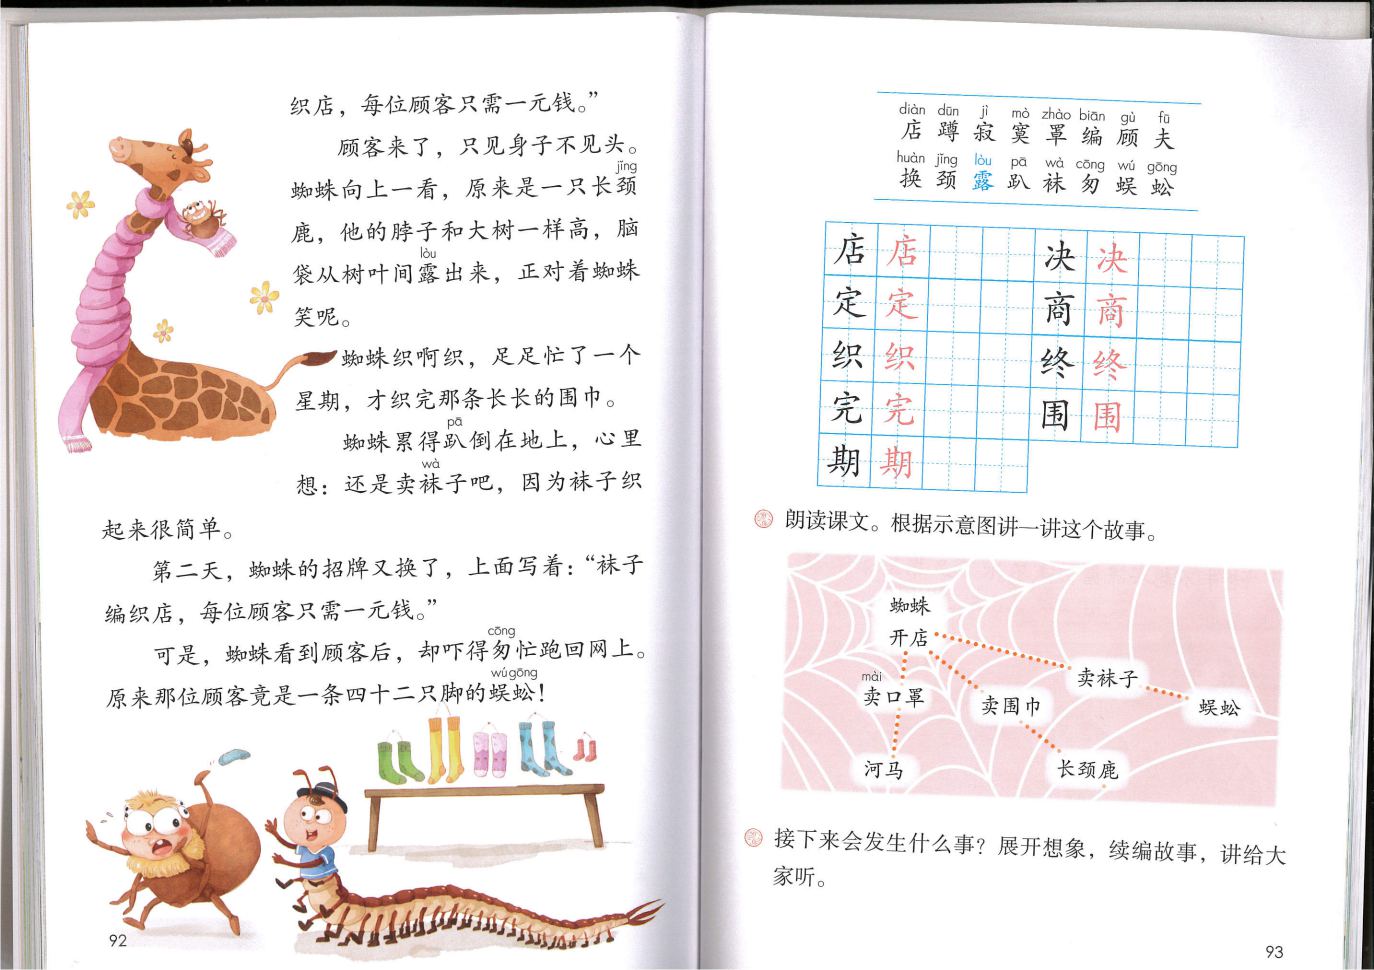 织店，每位顾客只需一元钱。”
顾客来了，只见身子不见头。
jǐng
蜘蛛向上一看，原来是一只长颈
鹿，他的脖子和大树一样高，脑
lòu
袋从树叶间露出来，正对着蜘蛛
笑呢。
蜘蛛织啊织，足足忙了一个
星期，才织完那条长长的围巾。
pā
蜘蛛累得趴倒在地上，心里
wà
想：还是卖袜子吧，因为袜子织
起来很简单。
第二天，蜘蛛的招牌又换了，上面写着：“袜子
编织店，每位顾客只需一元钱。”
cōng
可是，蜘蛛看到顾客后，却吓得匆忙跑回网上。
wú gōng
原来那位顾客竟是一条四十二只脚的蜈蚣！
92
diàn dūn jì mò zhào biān gù fū
店 蹲 寂 寞 罩 编 顾 夫
huàn jǐng lòu pā wà cōng wú gōng
换 颈 露 趴 袜 匆 蜈 蚣
店 店 决 决
定 定 商 商
织 织 终 终
完 完 围 围
期 期
朗读课文。根据示意图讲一讲这个故事。
蜘蛛
开店
mài
卖口罩
卖围巾
卖袜子
蜈蚣
河马
长颈鹿
接下来会发生什么事？展开想象，续编故事，讲给大
家听。
93